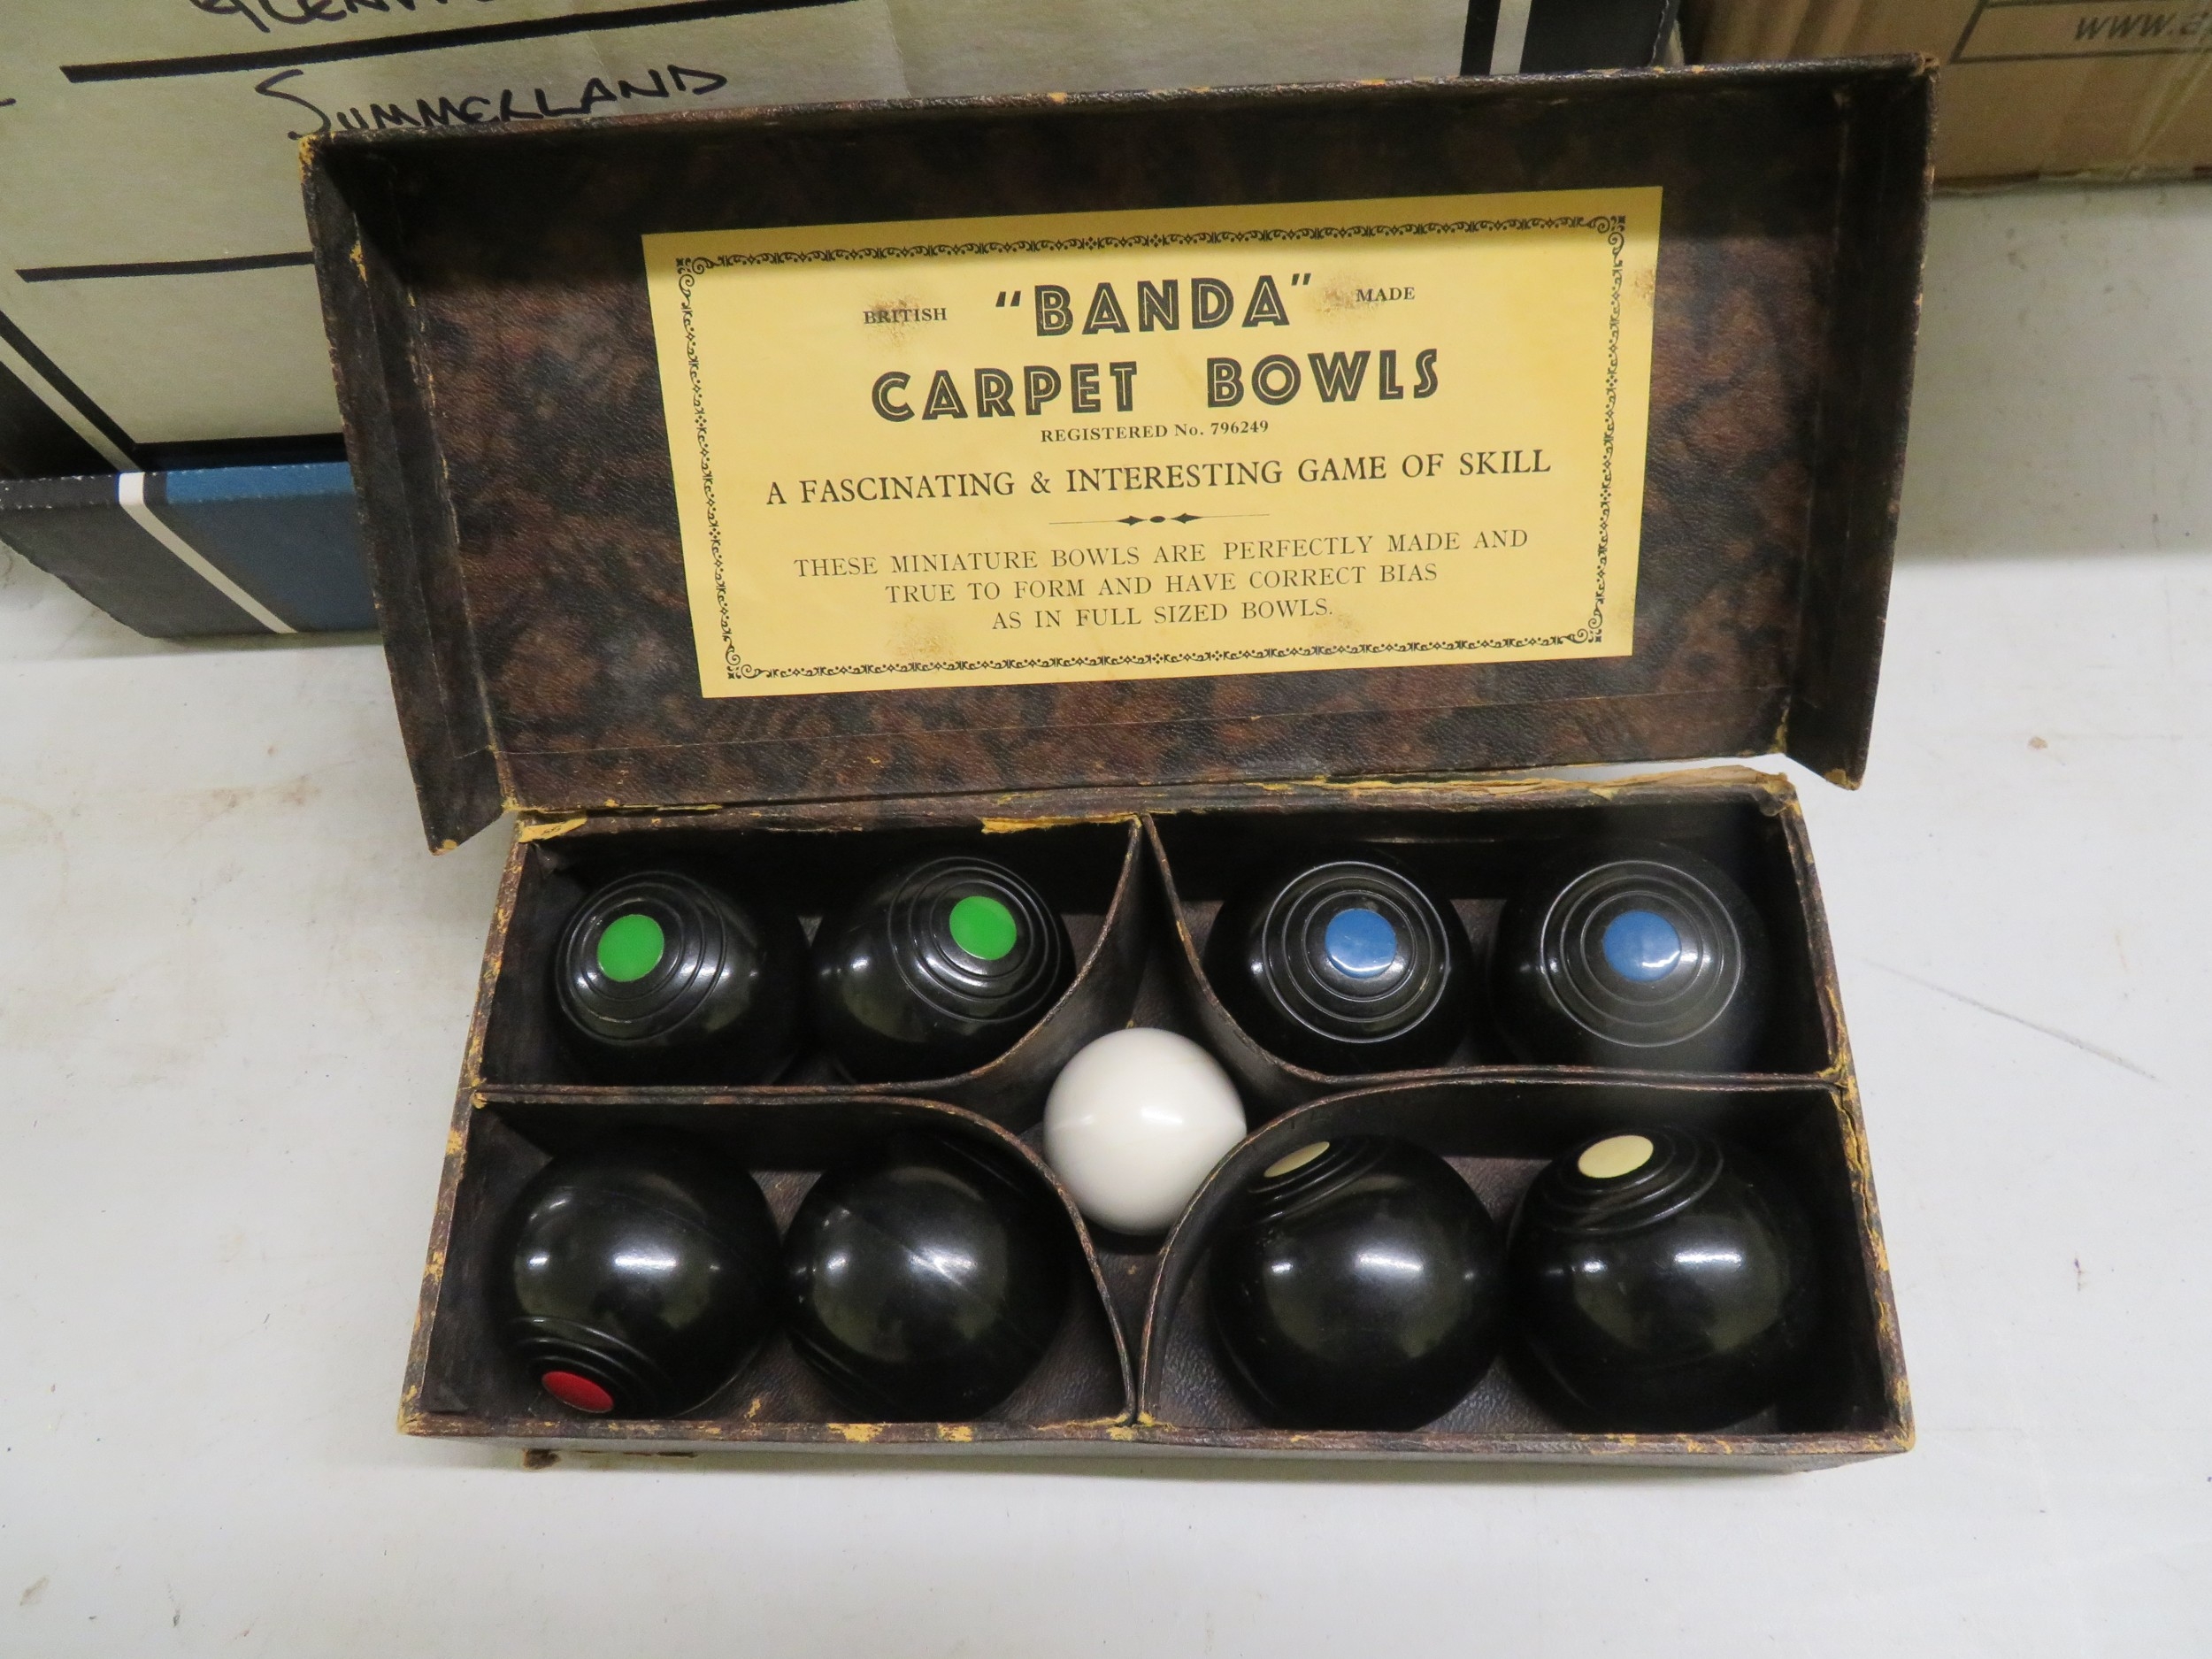 SUMMERLAND
BRITISH "BANDA" MADE
CARPET BOWLS
REGISTERED No. 796249
A FASCINATING & INTERESTING GAME OF SKILL
THESE MINIATURE BOWLS ARE PERFECTLY MADE AND
TRUE TO FORM AND HAVE CORRECT BIAS
AS IN FULL SIZED BOWLS.